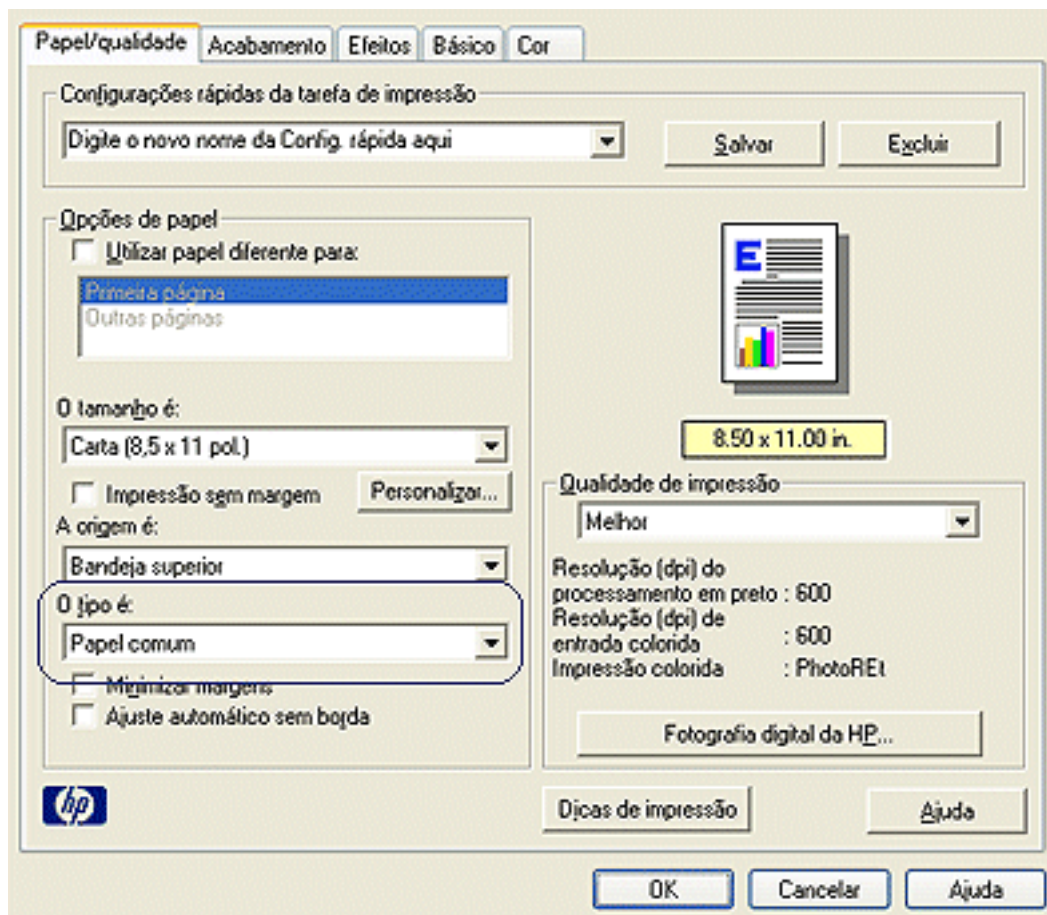 Papel/qualidade Acabamento Efeitos Básico Cor
Configurações rápidas da tarefa de impressão
Digite o novo nome da Config. rápida aqui
Salvar
Excluir
Opções de papel
Utilizar papel diferente para:
Primeira página
Outras páginas
O tamanho é:
Carta (8,5 x 11 pol.)
Impressão sem margem
Personalizar...
A origem é:
Bandeja superior
O tipo é:
Papel comum
Minimizar margens
Ajuste automático sem borda
E
8.50 x 11.00 in.
Qualidade de impressão
Melhor
Resolução (dpi) do
processamento em preto : 600
Resolução (dpi) de
entrada colorida : 600
Impressão colorida : PhotoREt
Fotografia digital da HP...
hp
Dicas de impressão
Ajuda
OK
Cancelar
Ajuda